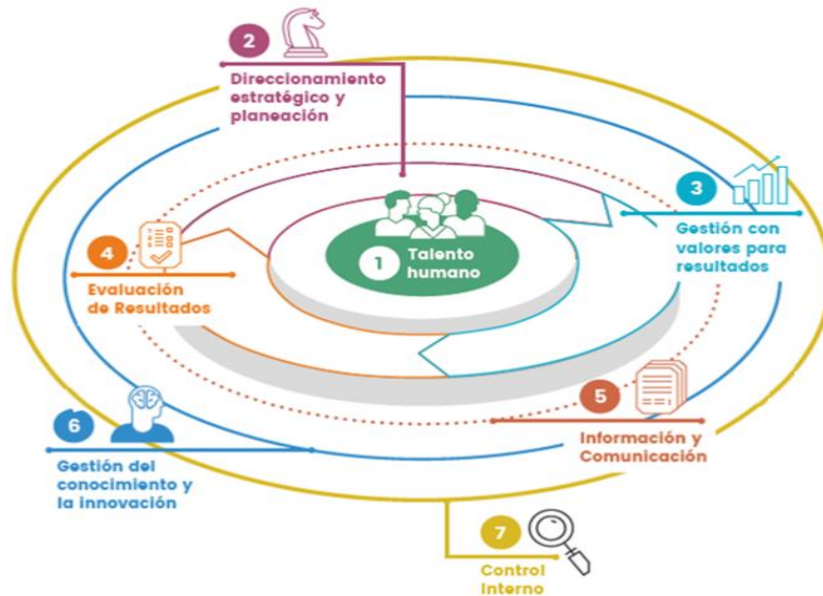 2
Direccionamiento
estratégico y
planeación
3
Gestión con
valores para
resultados
1
Talento
humano
4
Evaluación
de Resultados
5
Información y
Comunicación
6
Gestión del
conocimiento y
la innovación
7
Control
Interno